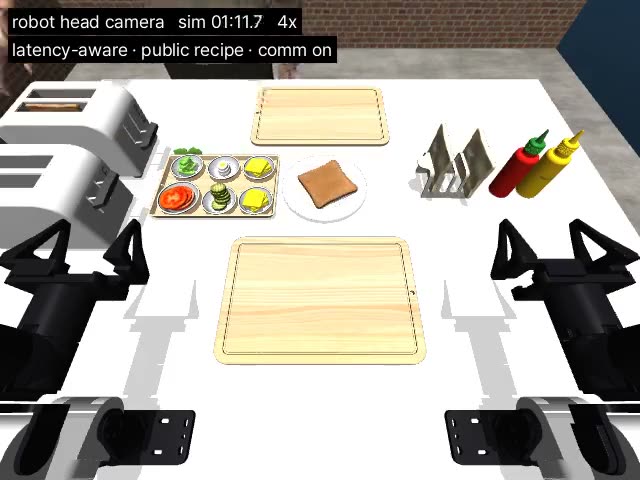 robot head camera sim 01:11.7 4x
latency-aware · public recipe · comm on